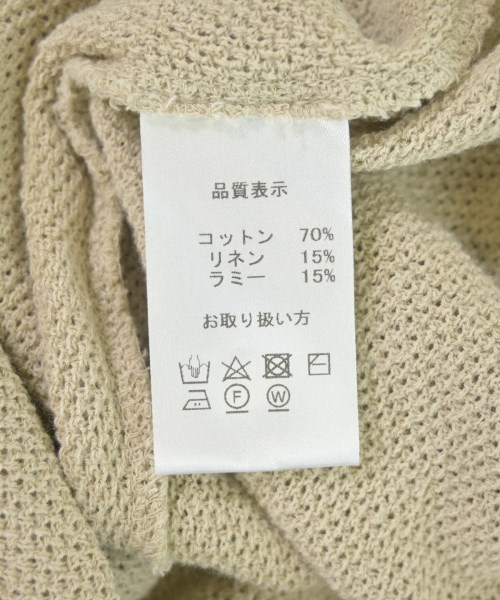 品質表示
コットン 70%
リネン 15%
ラミー 15%
お取り扱い方
F W